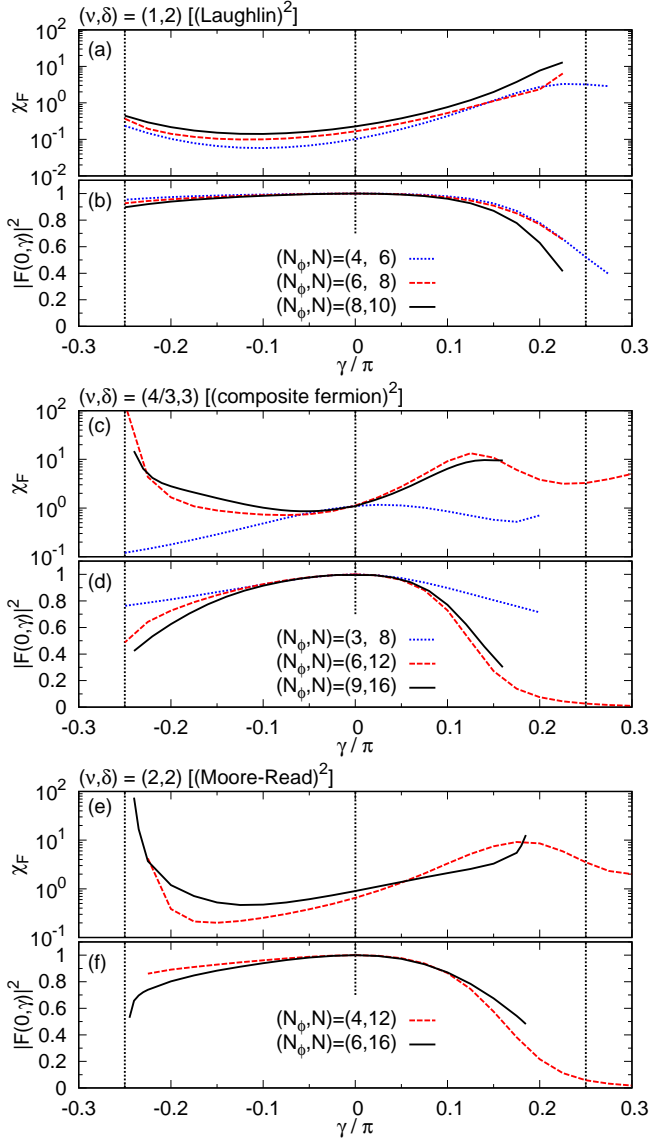 (ν,δ) = (1,2) [(Laughlin)²]
(a)
χ_F
10²
10¹
10⁰
10⁻¹
10⁻²
(b)
|F(0,γ)|²
1
0.8
0.6
0.4
0.2
0
(N_ϕ,N)=(4, 6)
(N_ϕ,N)=(6, 8)
(N_ϕ,N)=(8,10)
-0.3 -0.2 -0.1 0 0.1 0.2 0.3
γ/π
(ν,δ) = (4/3,3) [(composite fermion)²]
(c)
χ_F
10²
10¹
10⁰
10⁻¹
(d)
|F(0,γ)|²
1
0.8
0.6
0.4
0.2
0
(N_ϕ,N)=(3, 8)
(N_ϕ,N)=(6,12)
(N_ϕ,N)=(9,16)
-0.3 -0.2 -0.1 0 0.1 0.2 0.3
γ/π
(ν,δ) = (2,2) [(Moore-Read)²]
(e)
χ_F
10²
10¹
10⁰
10⁻¹
(f)
|F(0,γ)|²
1
0.8
0.6
0.4
0.2
0
(N_ϕ,N)=(4,12)
(N_ϕ,N)=(6,16)
-0.3 -0.2 -0.1 0 0.1 0.2 0.3
γ/π